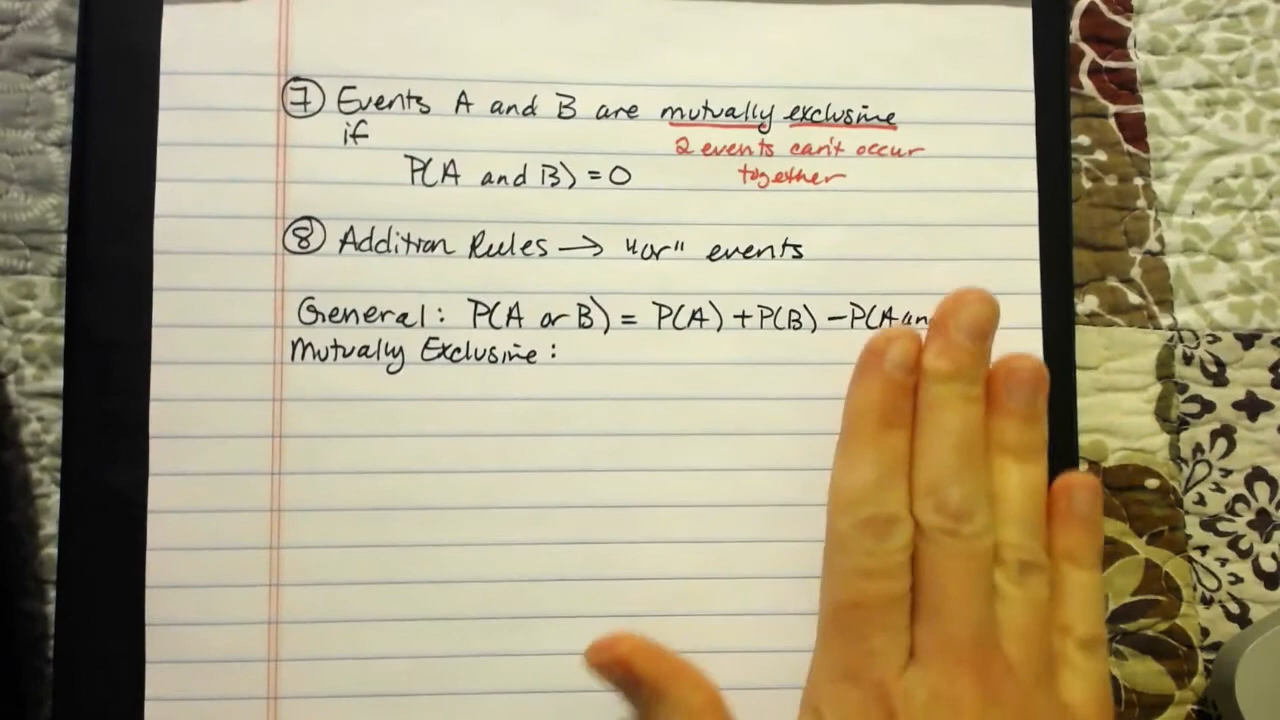 ⑦ Events A and B are mutually exclusive
if
2 events can't occur
P(A and B) = 0
together
⑧ Addition Rules → "or" events
General: P(A or B) = P(A) + P(B) - P(A an
Mutually Exclusive: